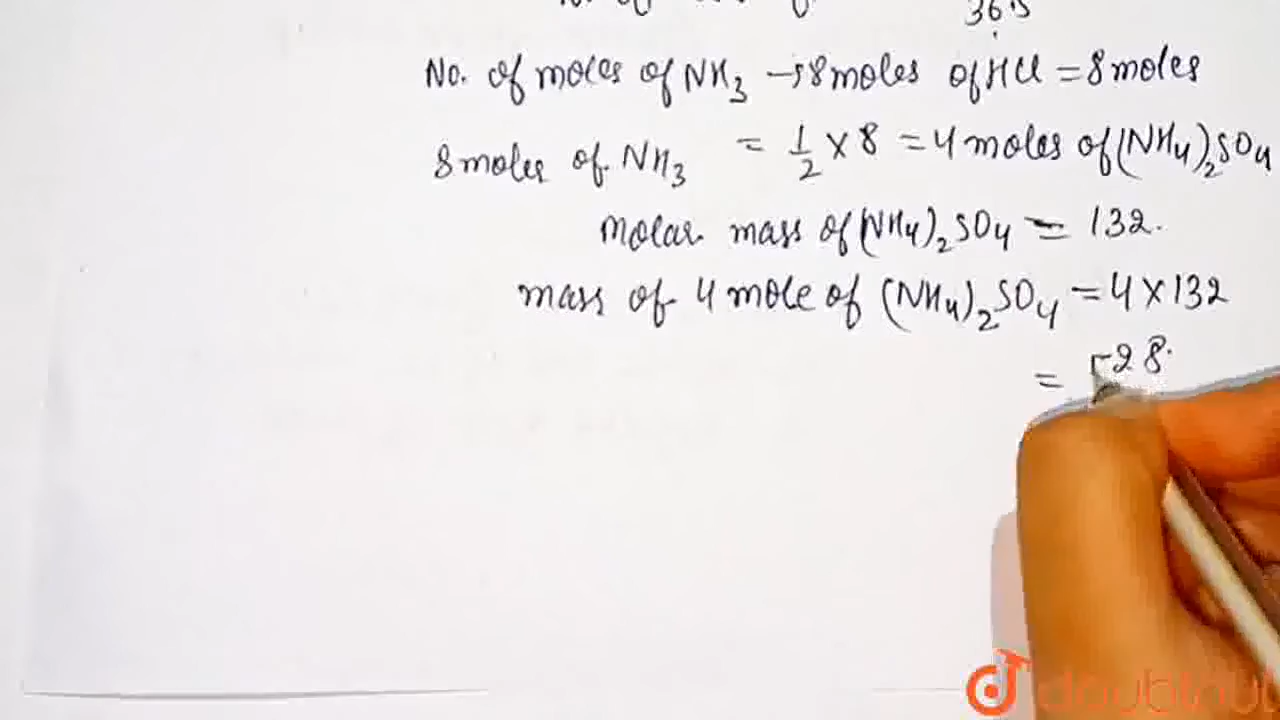 36.5
No. of moles of NH3 → 8 moles of HCl = 8 moles
8 moles of NH3 = 1/2 × 8 = 4 moles of (NH4)2SO4
Molar mass of (NH4)2SO4 = 132.
mass of 4 mole of (NH4)2SO4 = 4 × 132
= 528.
doubtnut